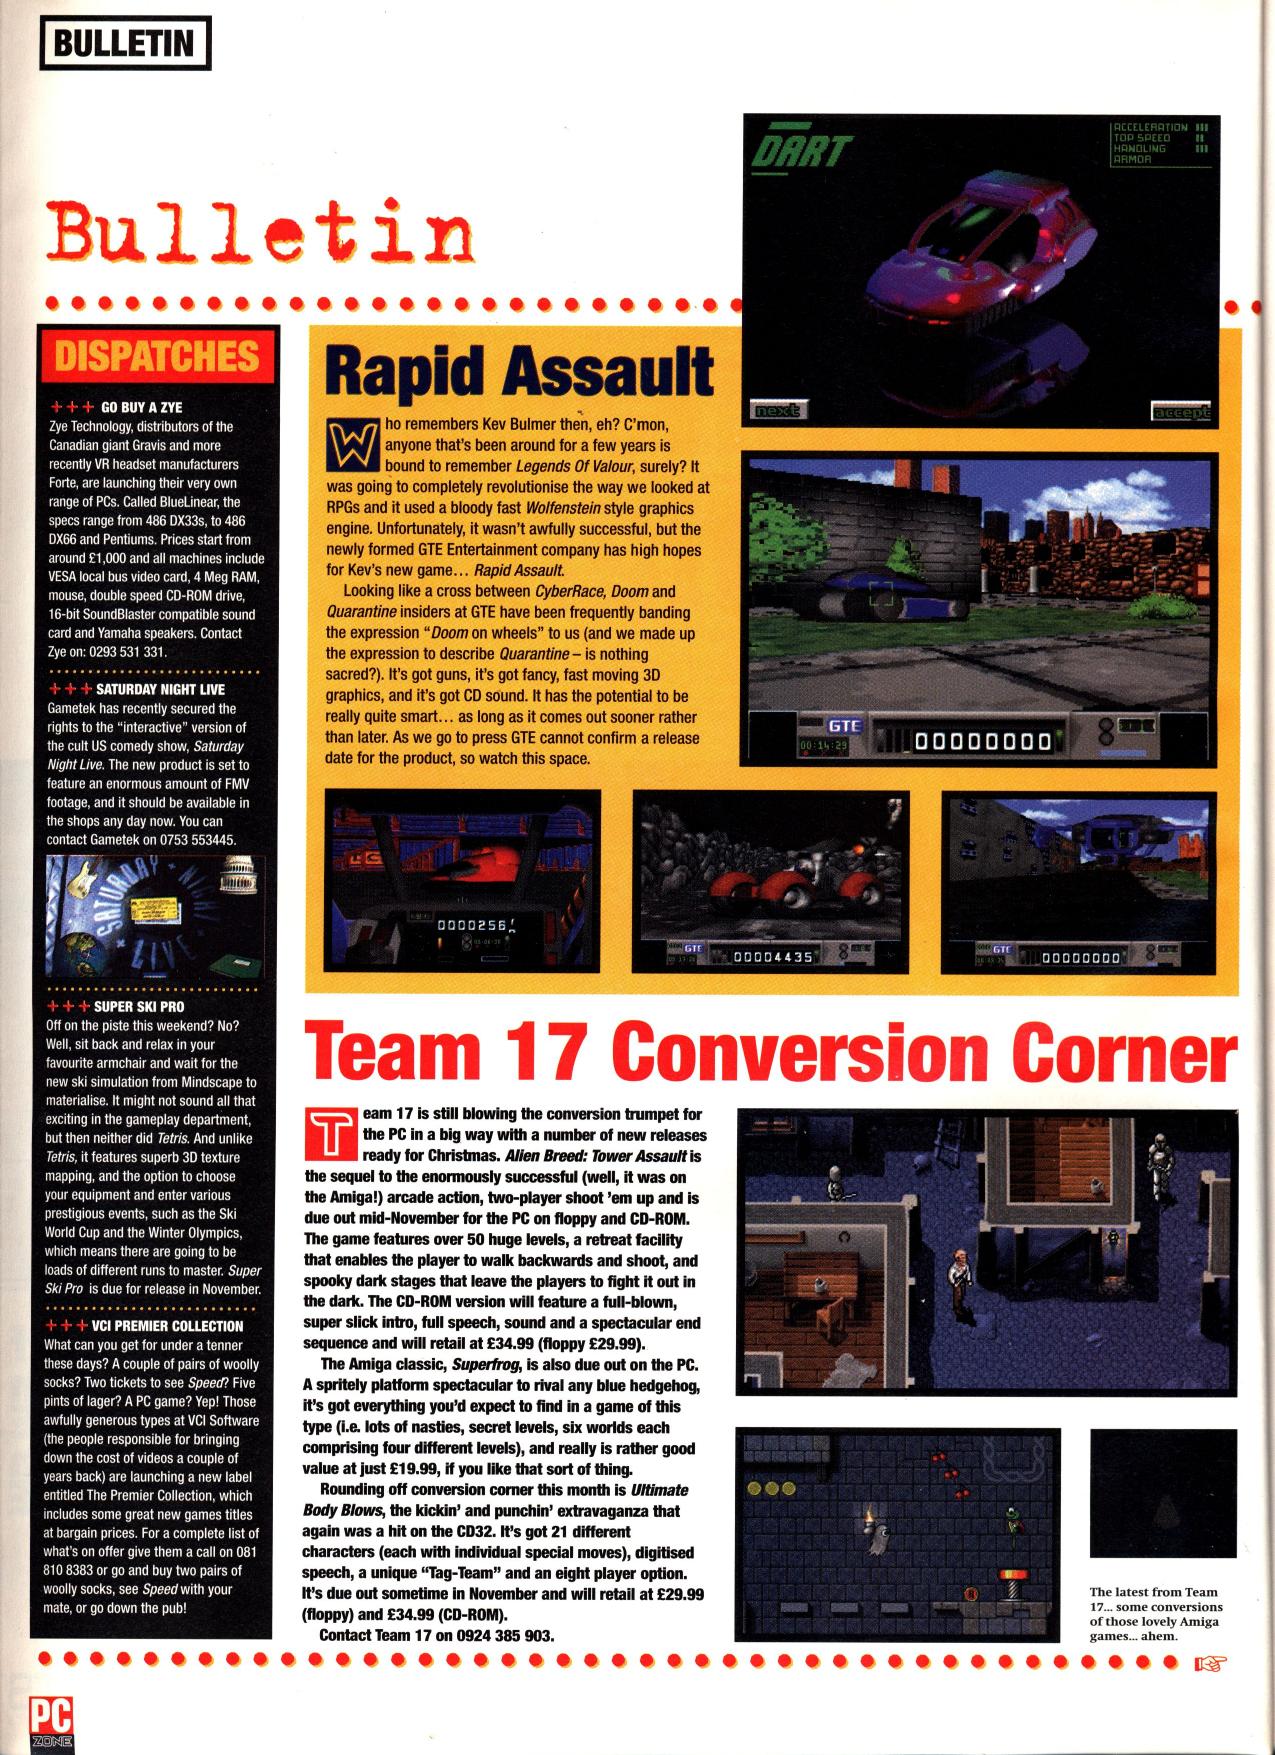 BULLETIN
Bulletin
DART
ACCELERATION
TOP SPEED
HANDLING
ARMOR
next
accept
DISPATCHES
+++ GO BUY A ZYE
Zye Technology, distributors of the
Canadian giant Gravis and more
recently VR headset manufacturers
Forte, are launching their very own
range of PCs. Called BlueLinear, the
specs range from 486 DX33s, to 486
DX66 and Pentiums. Prices start from
around £1,000 and all machines include
VESA local bus video card, 4 Meg RAM,
mouse, double speed CD-ROM drive,
16-bit SoundBlaster compatible sound
card and Yamaha speakers. Contact
Zye on: 0293 531 331.
+++ SATURDAY NIGHT LIVE
Gametek has recently secured the
rights to the “interactive” version of
the cult US comedy show, Saturday
Night Live. The new product is set to
feature an enormous amount of FMV
footage, and it should be available in
the shops any day now. You can
contact Gametek on 0753 553445.
SATURDAY NIGHT LIVE
+++ SUPER SKI PRO
Off on the piste this weekend? No?
Well, sit back and relax in your
favourite armchair and wait for the
new ski simulation from Mindscape to
materialise. It might not sound all that
exciting in the gameplay department,
but then neither did Tetris. And unlike
Tetris, it features superb 3D texture
mapping, and the option to choose
your equipment and enter various
prestigious events, such as the Ski
World Cup and the Winter Olympics,
which means there are going to be
loads of different runs to master. Super
Ski Pro is due for release in November.
+++ VCI PREMIER COLLECTION
What can you get for under a tenner
these days? A couple of pairs of woolly
socks? Two tickets to see Speed? Five
pints of lager? A PC game? Yep! Those
awfully generous types at VCI Software
(the people responsible for bringing
down the cost of videos a couple of
years back) are launching a new label
entitled The Premier Collection, which
includes some great new games titles
at bargain prices. For a complete list of
what's on offer give them a call on 081
810 8383 or go and buy two pairs of
woolly socks, see Speed with your
mate, or go down the pub!
Rapid Assault
Who remembers Kev Bulmer then, eh? C'mon,
anyone that's been around for a few years is
bound to remember Legends Of Valour, surely? It
was going to completely revolutionise the way we looked at
RPGs and it used a bloody fast Wolfenstein style graphics
engine. Unfortunately, it wasn't awfully successful, but the
newly formed GTE Entertainment company has high hopes
for Kev's new game... Rapid Assault.
Looking like a cross between CyberRace, Doom and
Quarantine insiders at GTE have been frequently banding
the expression “Doom on wheels” to us (and we made up
the expression to describe Quarantine – is nothing
sacred?). It's got guns, it's got fancy, fast moving 3D
graphics, and it's got CD sound. It has the potential to be
really quite smart... as long as it comes out sooner rather
than later. As we go to press GTE cannot confirm a release
date for the product, so watch this space.
GTE
00:14:29
00000000
0000256
GTE
00004435
GTE
00000000
Team 17 Conversion Corner
Team 17 is still blowing the conversion trumpet for
the PC in a big way with a number of new releases
ready for Christmas. Alien Breed: Tower Assault is
the sequel to the enormously successful (well, it was on
the Amiga!) arcade action, two-player shoot 'em up and is
due out mid-November for the PC on floppy and CD-ROM.
The game features over 50 huge levels, a retreat facility
that enables the player to walk backwards and shoot, and
spooky dark stages that leave the players to fight it out in
the dark. The CD-ROM version will feature a full-blown,
super slick intro, full speech, sound and a spectacular end
sequence and will retail at £34.99 (floppy £29.99).
The Amiga classic, Superfrog, is also due out on the PC.
A spritely platform spectacular to rival any blue hedgehog,
it's got everything you'd expect to find in a game of this
type (i.e. lots of nasties, secret levels, six worlds each
comprising four different levels), and really is rather good
value at just £19.99, if you like that sort of thing.
Rounding off conversion corner this month is Ultimate
Body Blows, the kickin' and punchin' extravaganza that
again was a hit on the CD32. It's got 21 different
characters (each with individual special moves), digitised
speech, a unique “Tag-Team” and an eight player option.
It's due out sometime in November and will retail at £29.99
(floppy) and £34.99 (CD-ROM).
Contact Team 17 on 0924 385 903.
The latest from Team
17... some conversions
of those lovely Amiga
games... ahem.
PC
ZONE